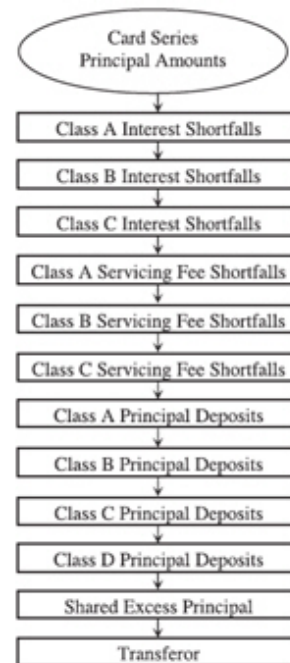 Card Series
Principal Amounts
Class A Interest Shortfalls
Class B Interest Shortfalls
Class C Interest Shortfalls
Class A Servicing Fee Shortfalls
Class B Servicing Fee Shortfalls
Class C Servicing Fee Shortfalls
Class A Principal Deposits
Class B Principal Deposits
Class C Principal Deposits
Class D Principal Deposits
Shared Excess Principal
Transferor